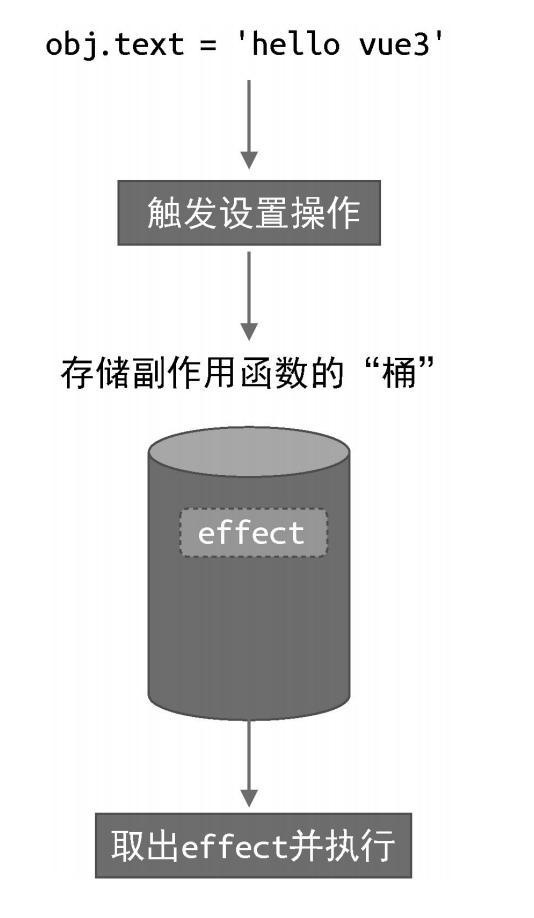 obj.text = 'hello vue3'
触发设置操作
存储副作用函数的“桶”
effect
取出effect并执行